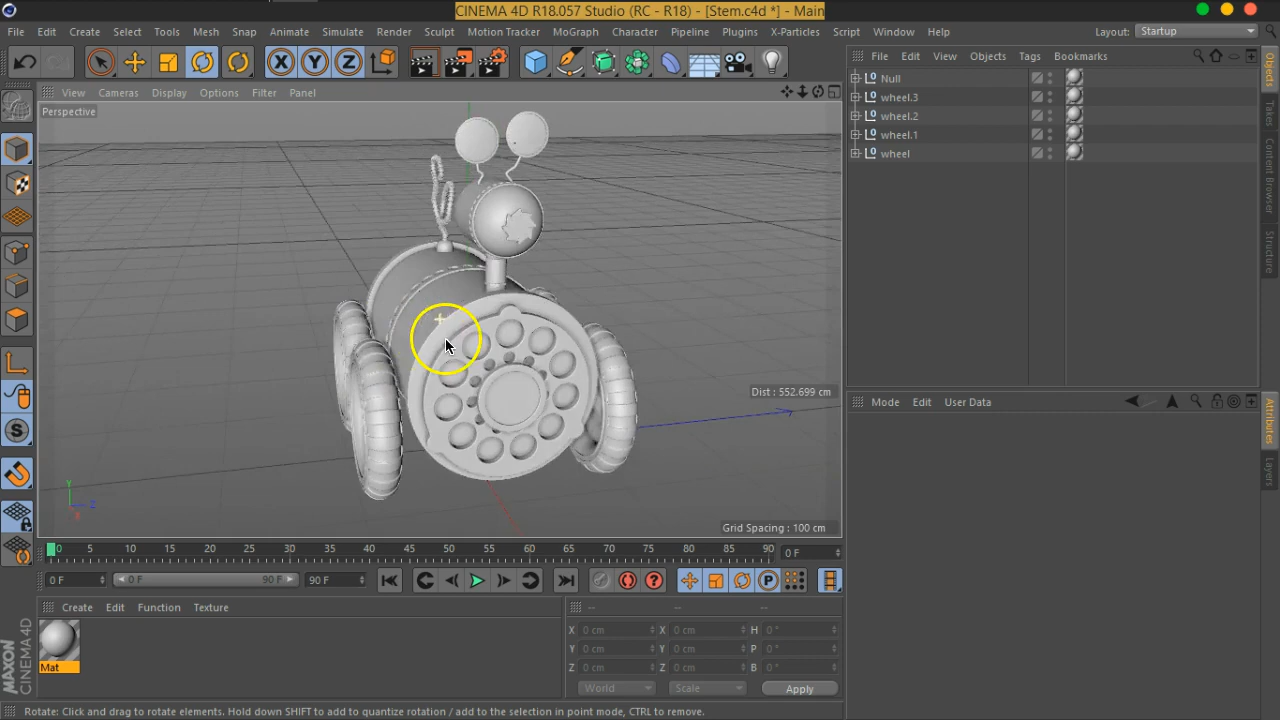 CINEMA 4D R18.057 Studio (RC - R18) - [Stem.c4d *] - Main
File Edit Create Select Tools Mesh Snap Animate Simulate Render Sculpt Motion Tracker MoGraph Character Pipeline Plugins X-Particles Script Window Help Layout: Startup
X Y Z
File Edit View Objects Tags Bookmarks
View Cameras Display Options Filter Panel
Perspective
Null
wheel.3
wheel.2
wheel.1
wheel
Objects
Takes
Content Browser
Structure
Dist : 552.699 cm
Y
Z
X
Grid Spacing : 100 cm
Mode Edit User Data
Attributes
Layers
0 5 10 15 20 25 30 35 40 45 50 55 60 65 70 75 80 85 90 0 F
0 F 0 F 90 F 90 F
Create Edit Function Texture
-- -- --
Mat
X 0 cm X 0 cm H 0 °
Y 0 cm Y 0 cm P 0 °
Z 0 cm Z 0 cm B 0 °
World Scale Apply
MAXON
CINEMA 4D
Rotate: Click and drag to rotate elements. Hold down SHIFT to add to quantize rotation / add to the selection in point mode, CTRL to remove.